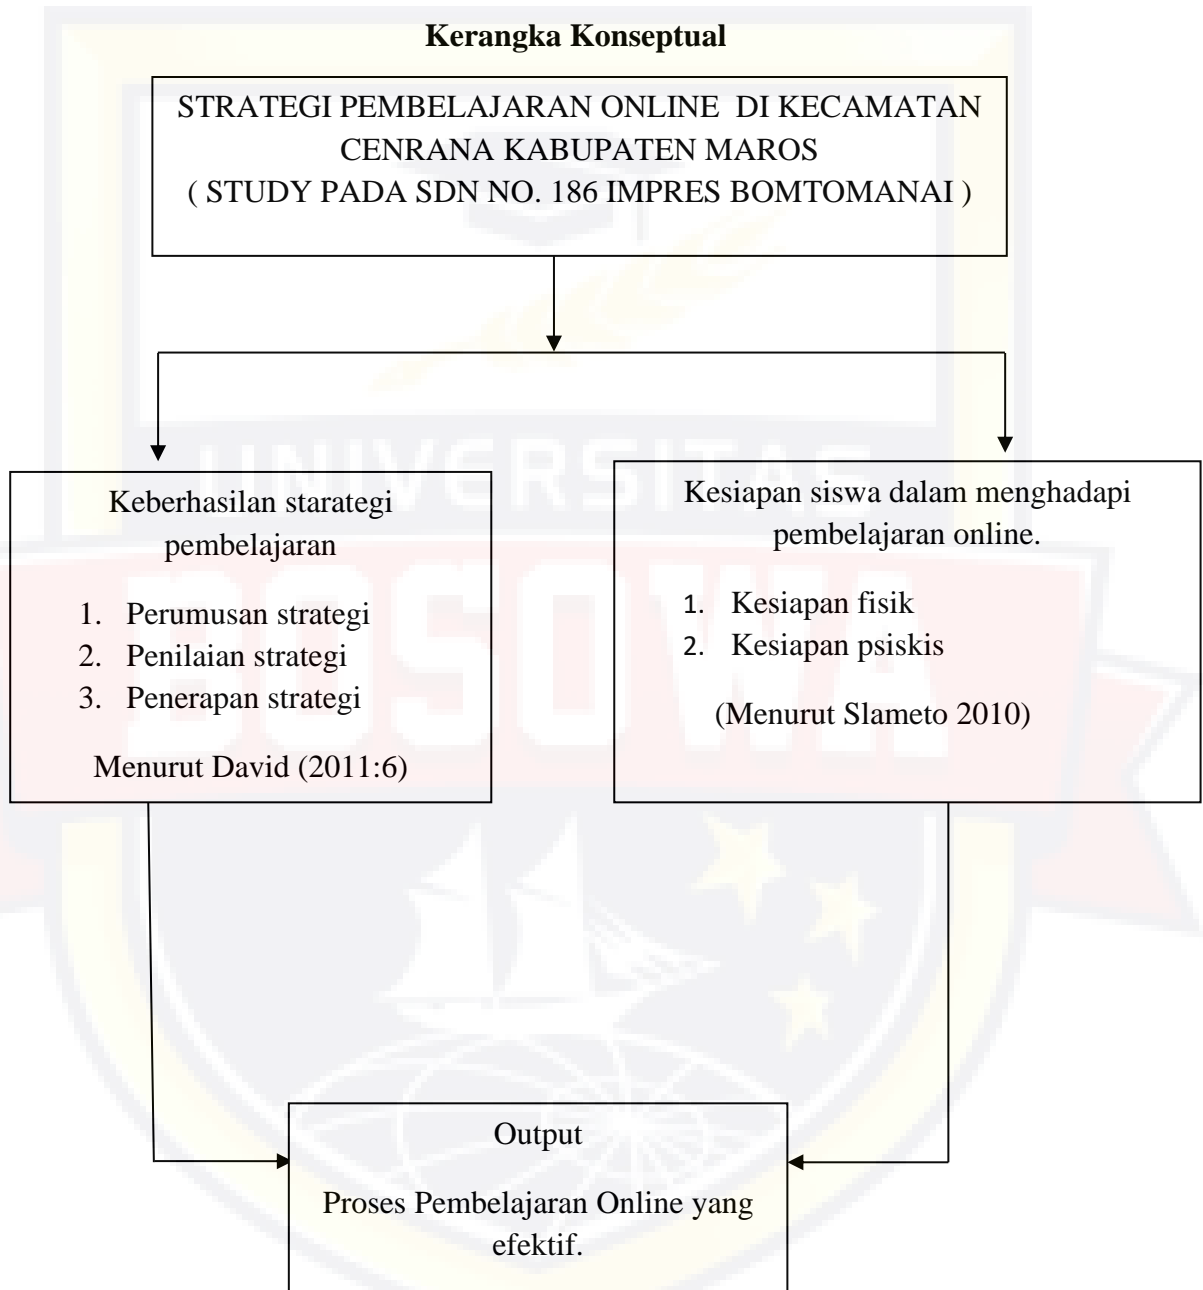 Kerangka Konseptual
STRATEGI PEMBELAJARAN ONLINE DI KECAMATAN
CENRANA KABUPATEN MAROS
( STUDY PADA SDN NO. 186 IMPRES BOMTOMANAI )
UNIVERSITAS
BOSOWA
Keberhasilan starategi
pembelajaran
1. Perumusan strategi
2. Penilaian strategi
3. Penerapan strategi
Menurut David (2011:6)
Kesiapan siswa dalam menghadapi
pembelajaran online.
1. Kesiapan fisik
2. Kesiapan psiskis
(Menurut Slameto 2010)
Output
Proses Pembelajaran Online yang
efektif.